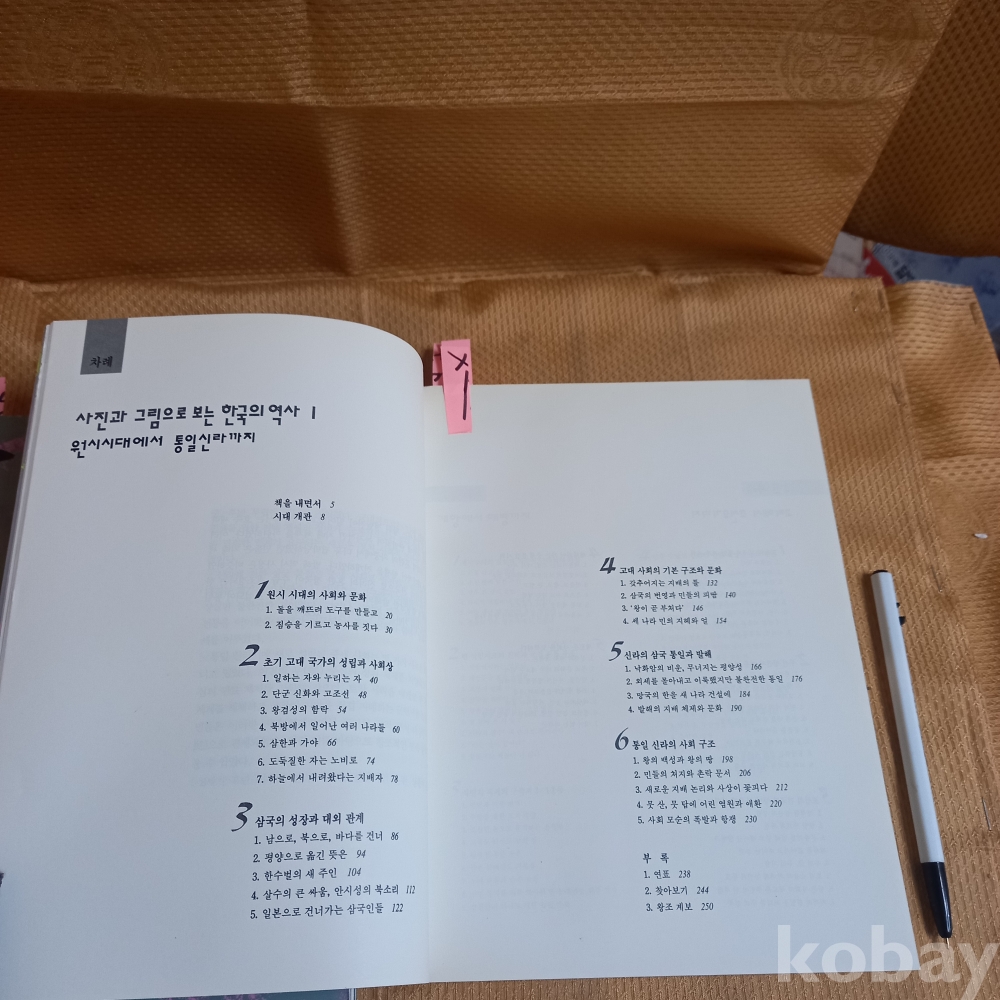 차례
사진과 그림으로 보는 한국의 역사 1
원시시대에서 통일신라까지
책을 내면서 5
시대 개관 8
1 원시 시대의 사회와 문화
1. 돌을 깨뜨려 도구를 만들고 20
2. 짐승을 기르고 농사를 짓다 30
2 초기 고대 국가의 성립과 사회상
1. 일하는 자와 누리는 자 40
2. 단군 신화와 고조선 48
3. 왕검성의 함락 54
4. 북방에서 일어난 여러 나라들 60
5. 삼한과 가야 66
6. 도둑질한 자는 노비로 74
7. 하늘에서 내려왔다는 지배자 78
3 삼국의 성장과 대외 관계
1. 남으로, 북으로, 바다를 건너 86
2. 평양으로 옮긴 뜻은 94
3. 한수벌의 새 주인 104
4. 살수의 큰 싸움, 안시성의 북소리 112
5. 일본으로 건너가는 삼국인들 122
4 고대 사회의 기본 구조와 문화
1. 갖추어지는 지배의 틀 132
2. 삼국의 번영과 민들의 피땀 140
3. '왕이 곧 부처다' 146
4. 세 나라 민의 지혜와 얼 154
5 신라의 삼국 통일과 발해
1. 낙화암의 비운, 무너지는 평양성 166
2. 외세를 몰아내고 이룩했지만 불완전한 통일 176
3. 망국의 한을 새 나라 건설에 184
4. 발해의 지배 체제와 문화 190
6 통일 신라의 사회 구조
1. 왕의 백성과 왕의 땅 198
2. 민들의 처지와 촌락 문서 206
3. 새로운 지배 논리와 사상이 꽃피다 212
4. 뭇 산, 뭇 탑에 어린 염원과 애환 220
5. 사회 모순의 폭발과 항쟁 230
부 록
1. 연표 238
2. 찾아보기 244
3. 왕조 계보 250
kobay